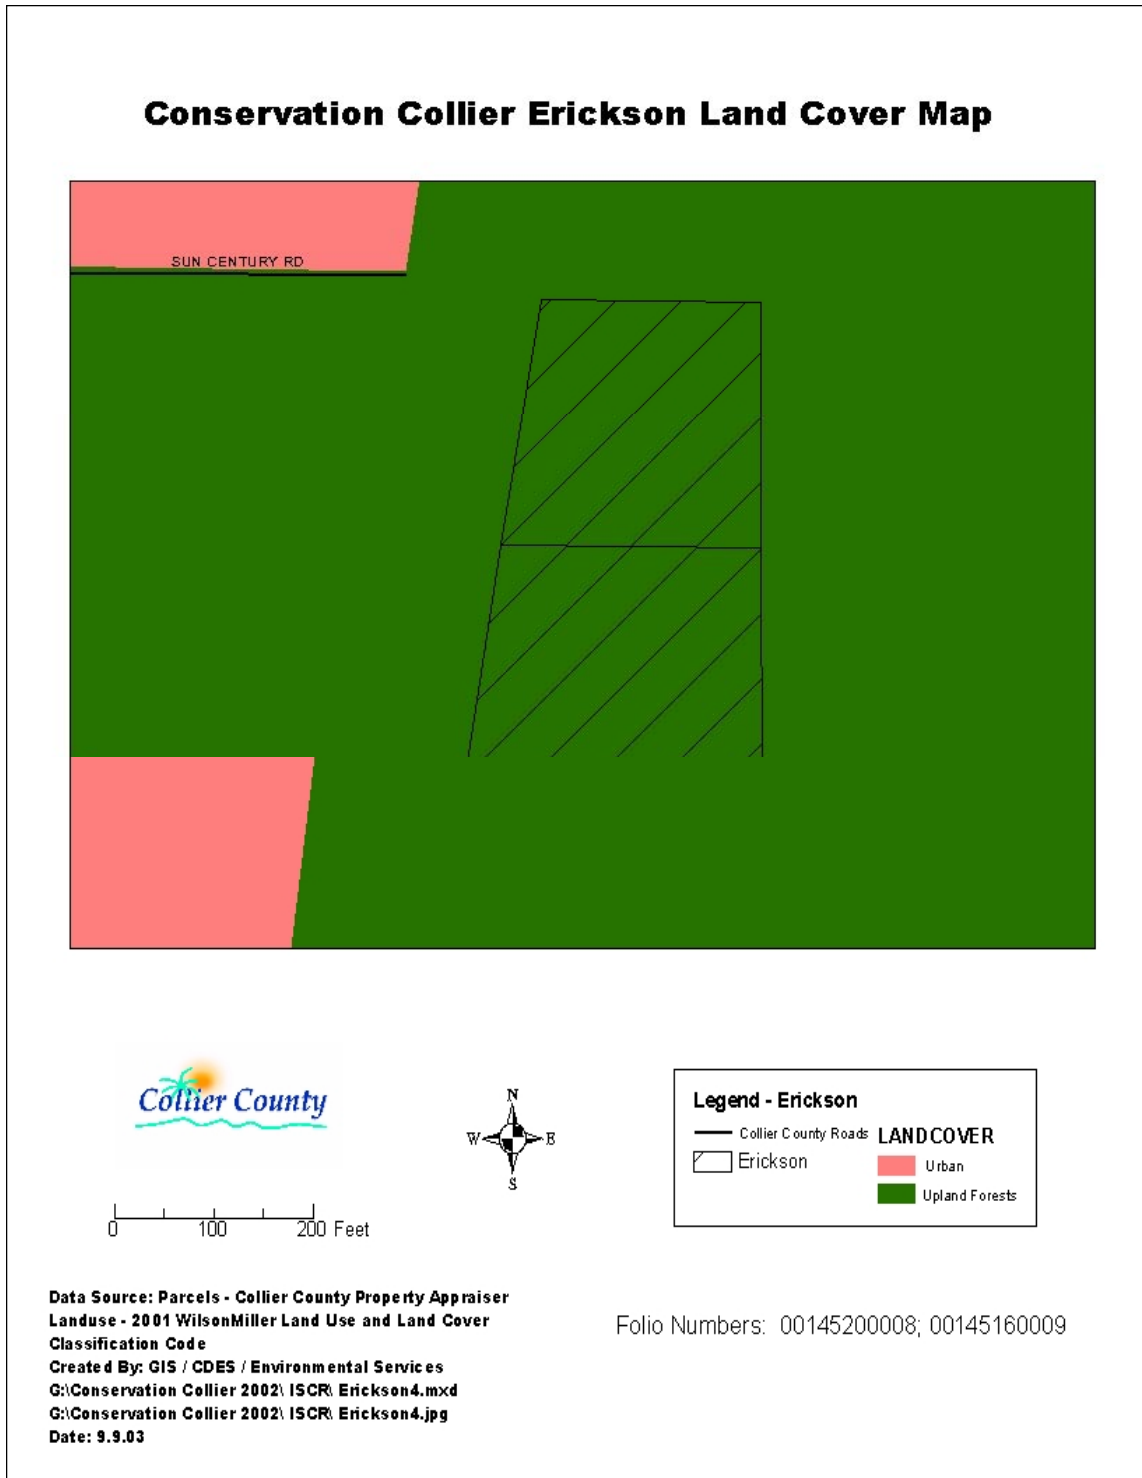 Conservation Collier Erickson Land Cover Map
SUN CENTURY RD
Collier County
N
W E
S
Legend - Erickson
Collier County Roads
Erickson
LANDCOVER
Urban
Upland Forests
0 100 200 Feet
Data Source: Parcels - Collier County Property Appraiser
Landuse - 2001 WilsonMiller Land Use and Land Cover
Classification Code
Created By: GIS / CDES / Environmental Services
G:\Conservation Collier 2002\ ISCR\ Erickson4.mxd
G:\Conservation Collier 2002\ ISCR\ Erickson4.jpg
Date: 9.9.03
Folio Numbers: 00145200008; 00145160009